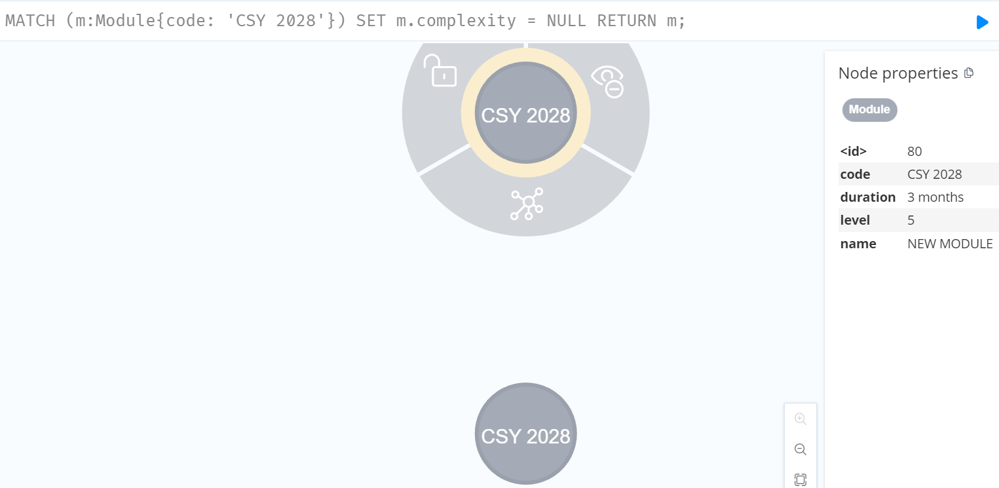 MATCH (m:Module{code: 'CSY 2028'}) SET m.complexity = NULL RETURN m;
CSY 2028
CSY 2028
Node properties
Module
<id> 80
code CSY 2028
duration 3 months
level 5
name NEW MODULE